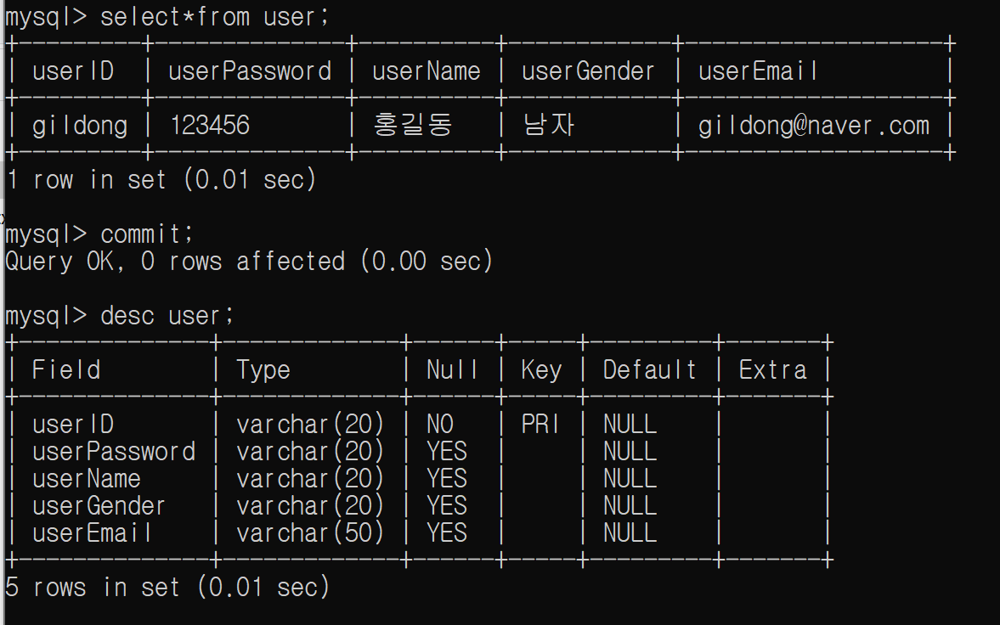 mysql> select*from user;
+---------+--------------+----------+------------+-------------------+
| userID | userPassword | userName | userGender | userEmail |
+---------+--------------+----------+------------+-------------------+
| gildong | 123456 | 홍길동 | 남자 | gildong@naver.com |
+---------+--------------+----------+------------+-------------------+
1 row in set (0.01 sec)
mysql> commit;
Query OK, 0 rows affected (0.00 sec)
mysql> desc user;
+--------------+-------------+------+-----+---------+-------+
| Field | Type | Null | Key | Default | Extra |
+--------------+-------------+------+-----+---------+-------+
| userID | varchar(20) | NO | PRI | NULL | |
| userPassword | varchar(20) | YES | | NULL | |
| userName | varchar(20) | YES | | NULL | |
| userGender | varchar(20) | YES | | NULL | |
| userEmail | varchar(50) | YES | | NULL | |
+--------------+-------------+------+-----+---------+-------+
5 rows in set (0.01 sec)